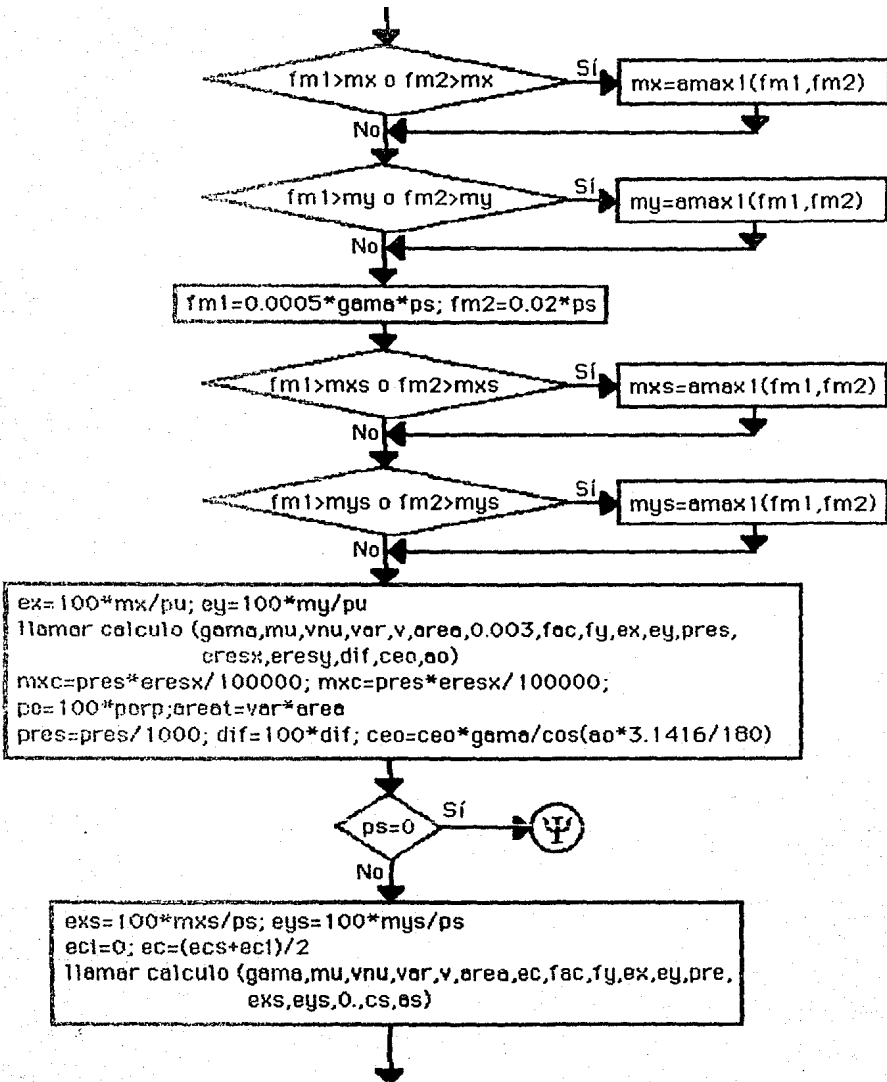 fm1>mx o fm2>mx
Sí
mx=amax1(fm1,fm2)
No
fm1>my o fm2>my
Sí
my=amax1(fm1,fm2)
No
fm1=0.0005*gama*ps; fm2=0.02*ps
fm1>mxs o fm2>mxs
Sí
mxs=amax1(fm1,fm2)
No
fm1>mys o fm2>mys
Sí
mys=amax1(fm1,fm2)
No
ex=100*mx/pu; ey=100*my/pu
llamar calculo (gama,mu,vnu,var,v,area,0.003,fac,fy,ex,ey,pres,
eresx,eresy,dif,ceo,ao)
mxc=pres*eresx/100000; mxc=pres*eresx/100000;
po=100*porp;areat=var*area
pres=pres/1000; dif=100*dif; ceo=ceo*gama/cos(ao*3.1416/180)
ps=0
Sí
Ψ
No
exs=100*mxs/ps; eys=100*mys/ps
eci=0; ec=(ecs+eci)/2
llamar calculo (gama,mu,vnu,var,v,area,ec,fac,fy,ex,ey,pre,
exs,eys,0.,cs,as)